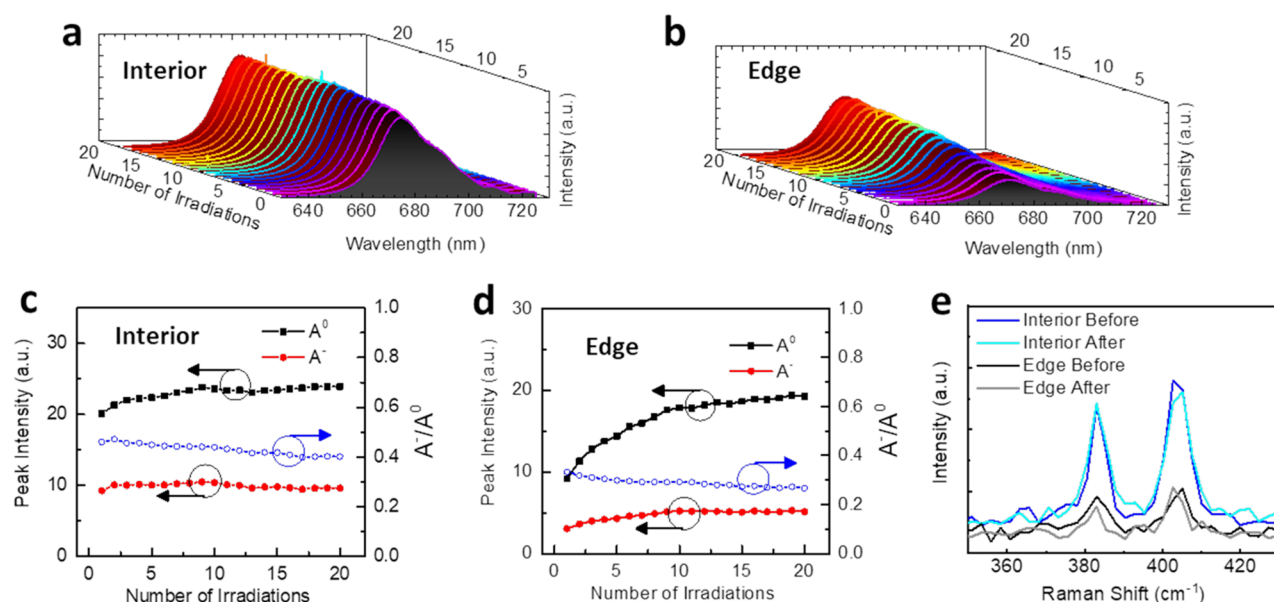 a
Interior
20
15
10
5
Intensity (a.u.)
20
15
10
5
0
Number of Irradiations
640
660
680
700
720
Wavelength (nm)
b
Edge
20
15
10
5
Intensity (a.u.)
20
15
10
5
0
Number of Irradiations
640
660
680
700
720
Wavelength (nm)
c
Interior
A⁰
A⁻
30
20
10
0
Peak Intensity (a.u.)
1.0
0.8
0.6
0.4
0.2
0.0
A⁻/A⁰
0 5 10 15 20
Number of Irradiations
d
Edge
A⁰
A⁻
30
20
10
0
Peak Intensity (a.u.)
1.0
0.8
0.6
0.4
0.2
0.0
A⁻/A⁰
0 5 10 15 20
Number of Irradiations
e
Interior Before
Interior After
Edge Before
Edge After
Intensity (a.u.)
360 380 400 420
Raman Shift (cm⁻¹)